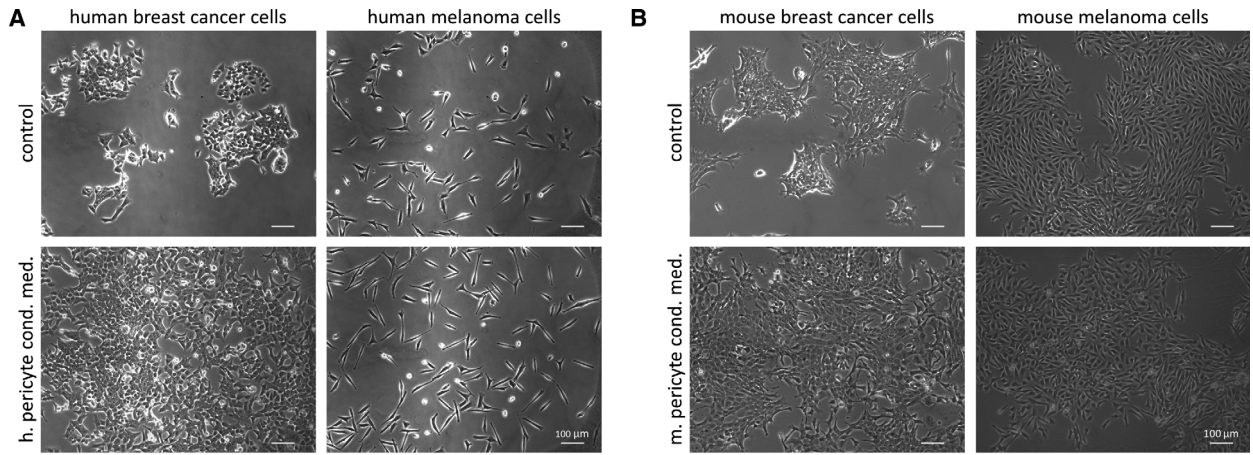 A
human breast cancer cells
human melanoma cells
control
h. pericyte cond. med.
100 µm
B
mouse breast cancer cells
mouse melanoma cells
control
m. pericyte cond. med.
100 µm